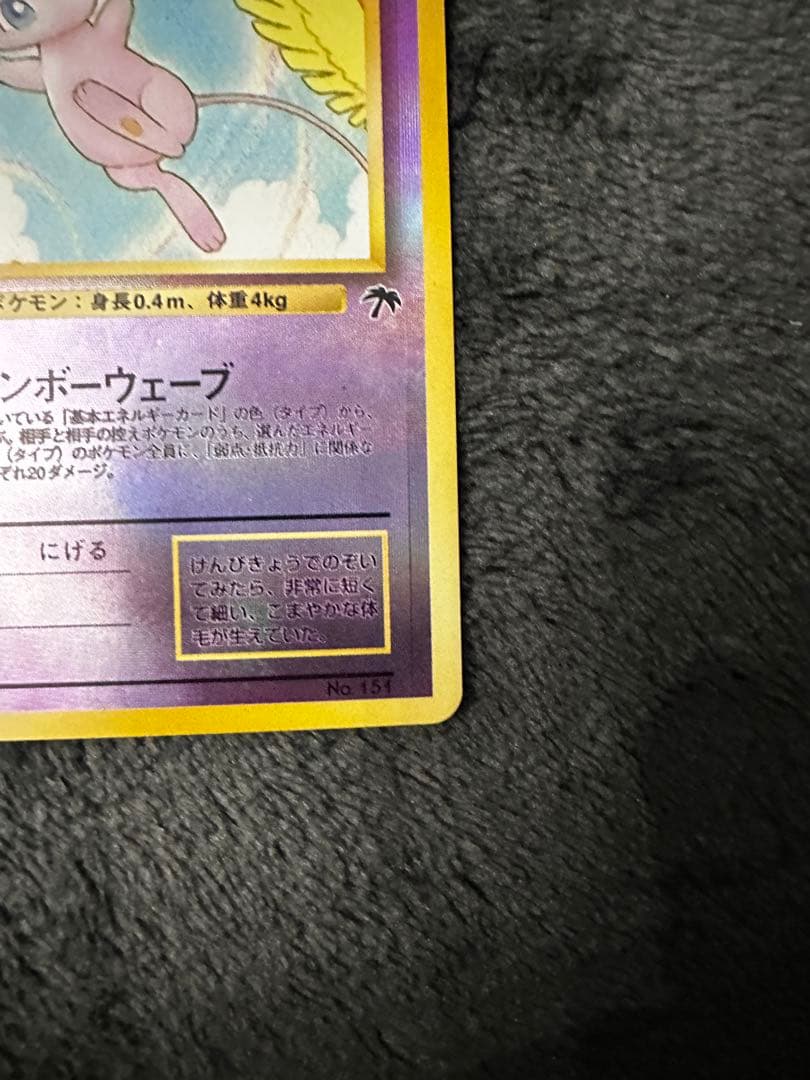 ポケモン：身長0.4m、体重4kg
ンボーウェーブ
いている「基本エネルギーカード」の色（タイプ）から、
相手と相手の控えポケモンのうち、選んだエネルギー
（タイプ）のポケモン全員に、「弱点・抵抗力」に関係な
ぞれ20ダメージ。
にげる
けんびきょうでのぞい
てみたら、非常に短く
て細い、こまやかな体
毛が生えていた。
No. 151